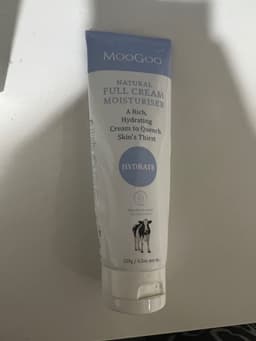 MOOGOO
NATURAL
FULL CREAM
MOISTURISER
A Rich,
Hydrating
Cream to Quench
Skin's Thirst
HYDRATE